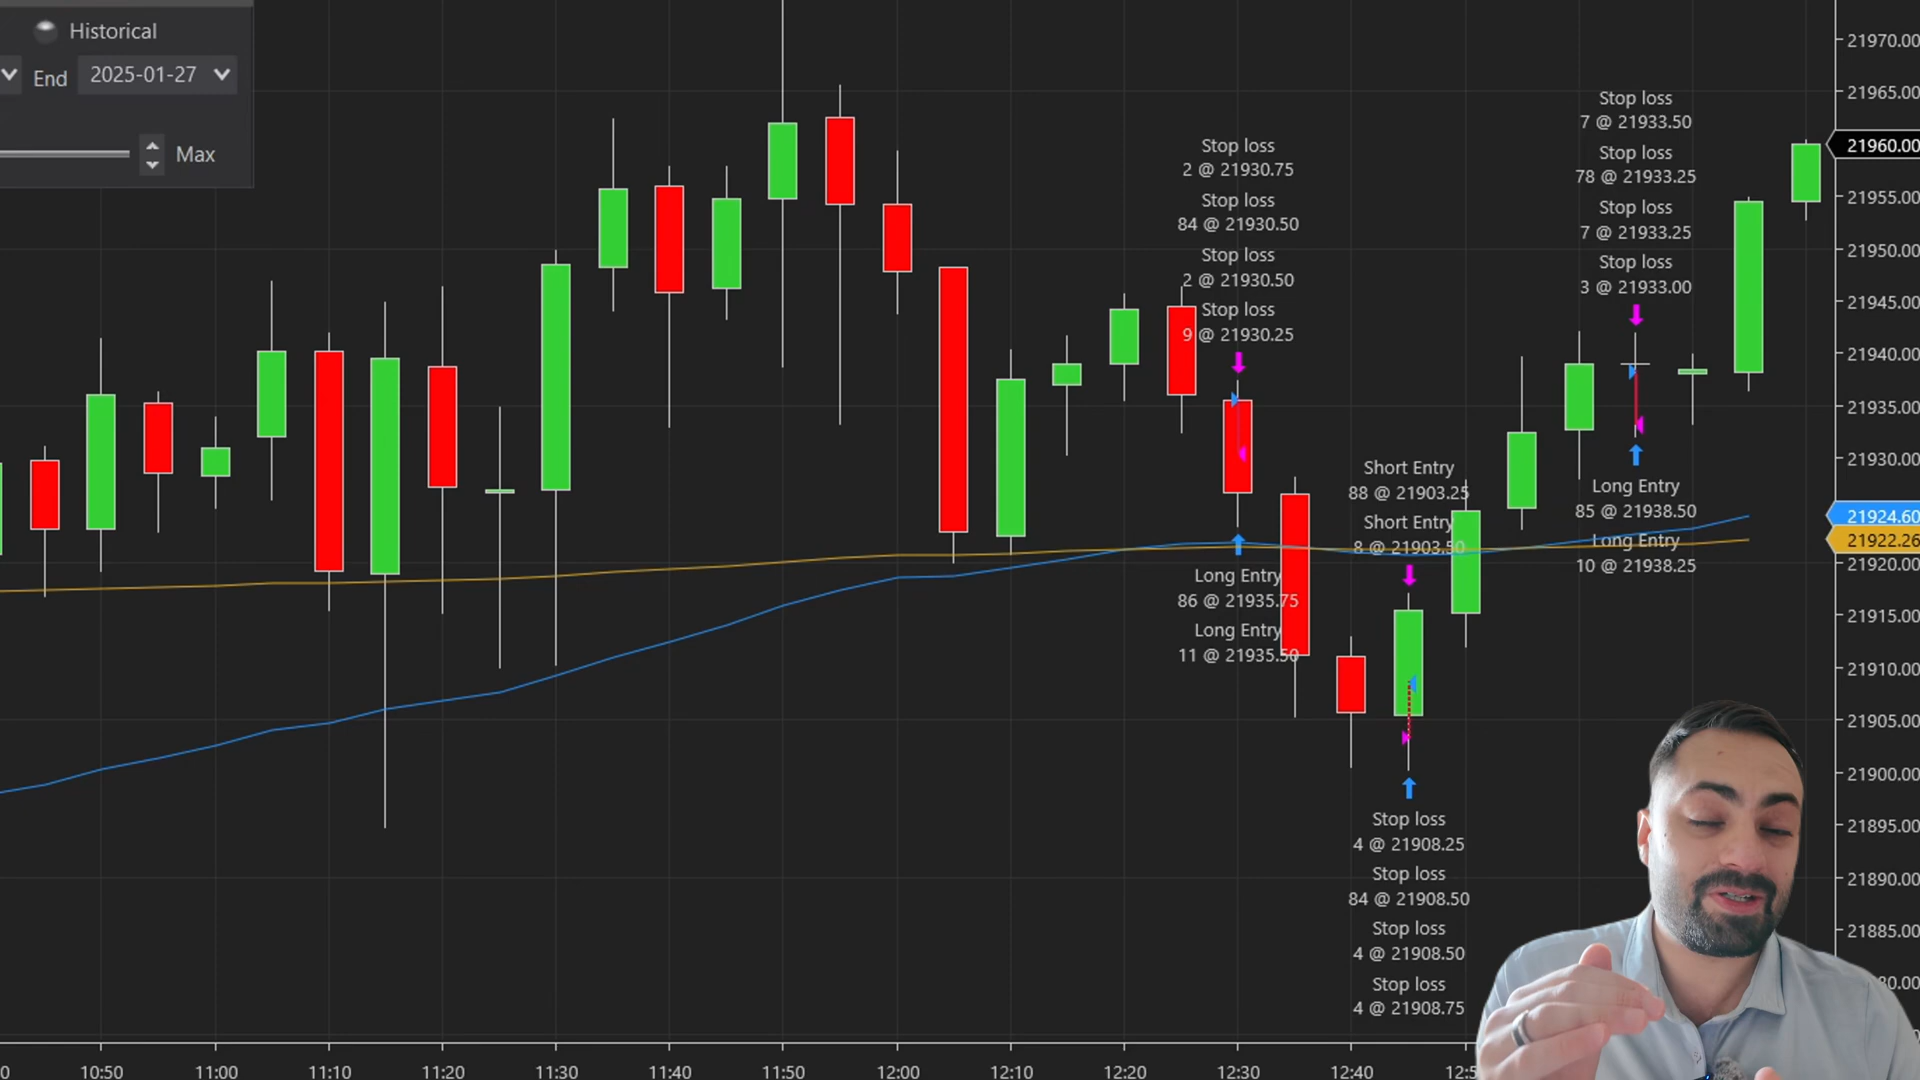 Historical
End 2025-01-27
Max
Stop loss
2 @ 21930.75
Stop loss
84 @ 21930.50
Stop loss
2 @ 21930.50
Stop loss
9 @ 21930.25
Long Entry
86 @ 21935.75
Long Entry
11 @ 21935.50
Short Entry
88 @ 21903.25
Short Entry
8 @ 21903.50
Stop loss
4 @ 21908.25
Stop loss
84 @ 21908.50
Stop loss
4 @ 21908.50
Stop loss
4 @ 21908.75
Stop loss
7 @ 21933.50
Stop loss
78 @ 21933.25
Stop loss
7 @ 21933.25
Stop loss
3 @ 21933.00
Long Entry
85 @ 21938.50
Long Entry
10 @ 21938.25
21970.00
21965.00
21960.00
21955.00
21950.00
21945.00
21940.00
21935.00
21930.00
21924.60
21922.26
21920.00
21915.00
21910.00
21905.00
21900.00
21895.00
21890.00
21885.00
10:50 11:00 11:10 11:20 11:30 11:40 11:50 12:00 12:10 12:20 12:30 12:40